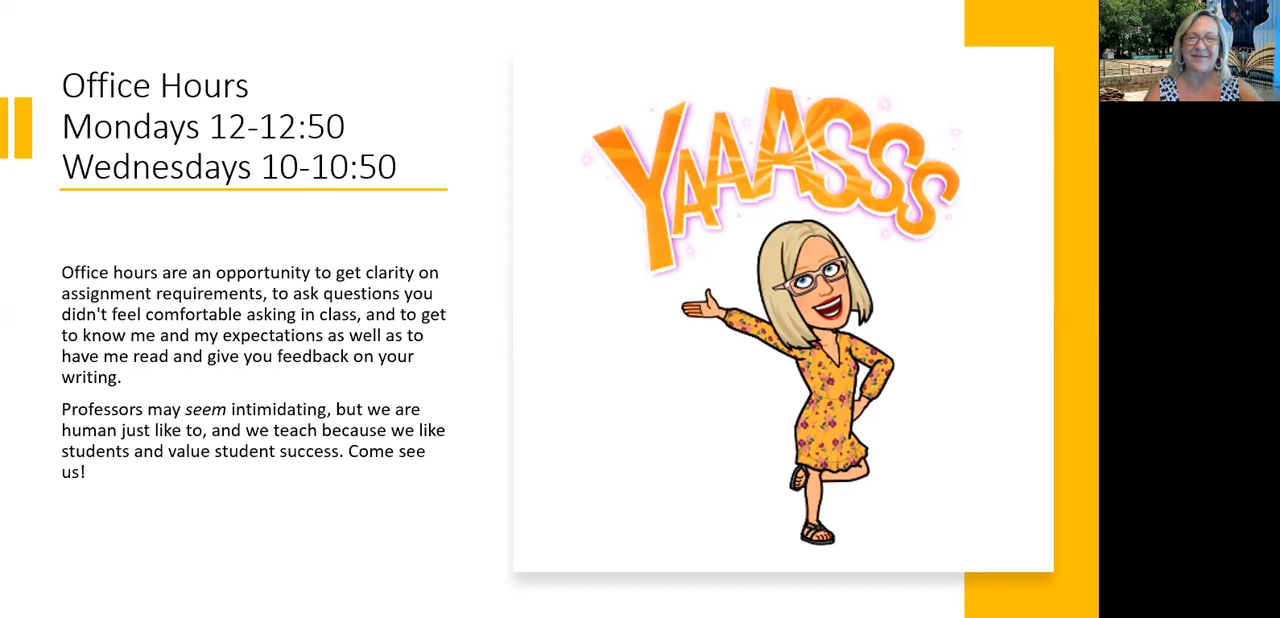 Office Hours
Mondays 12-12:50
Wednesdays 10-10:50
Office hours are an opportunity to get clarity on
assignment requirements, to ask questions you
didn't feel comfortable asking in class, and to get
to know me and my expectations as well as to
have me read and give you feedback on your
writing.
Professors may seem intimidating, but we are
human just like to, and we teach because we like
students and value student success. Come see
us!
YAAASSS